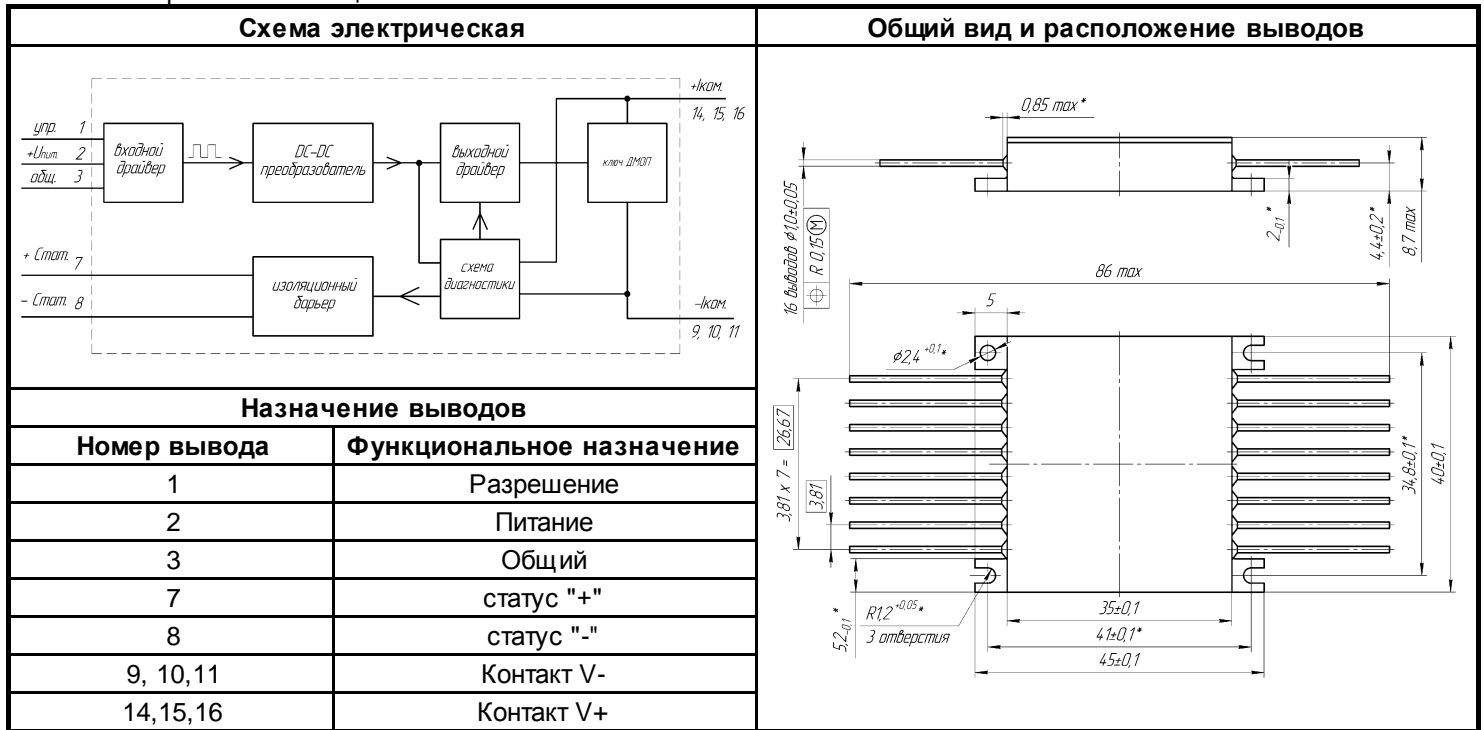 Схема электрическая
Общий вид и расположение выводов
упр. 1
+Uпит. 2
общ. 3
входной
драйвер
DC-DC
преобразователь
выходной
драйвер
ключ ДМОП
+Iком.
14, 15, 16
+ Стат. 7
- Стат. 8
изоляционный
барьер
схема
диагностики
-Iком.
9, 10, 11
Назначение выводов
Номер вывода Функциональное назначение
1 Разрешение
2 Питание
3 Общий
7 статус "+"
8 статус "-"
9, 10,11 Контакт V-
14,15,16 Контакт V+
0,85 max*
16 выводов ϕ1,0±0,05
⌖ R 0,15Ⓜ
2-0,1*
4,4±0,2*
8,7 max
86 max
5
ϕ2,4 +0,1*
3,81 x 7 = 26,67
3,81
34,8±0,1*
40±0,1
5,2-0,1*
R1,2 +0,05*
3 отверстия
35±0,1
41±0,1*
45±0,1